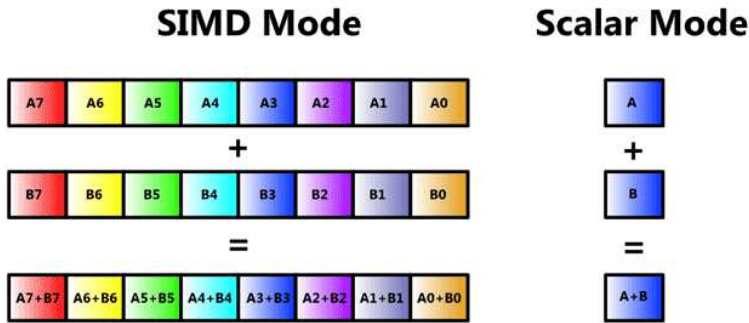 SIMD Mode
Scalar Mode
A7 A6 A5 A4 A3 A2 A1 A0
A
+
+
B7 B6 B5 B4 B3 B2 B1 B0
B
=
=
A7+B7 A6+B6 A5+B5 A4+B4 A3+B3 A2+B2 A1+B1 A0+B0
A+B